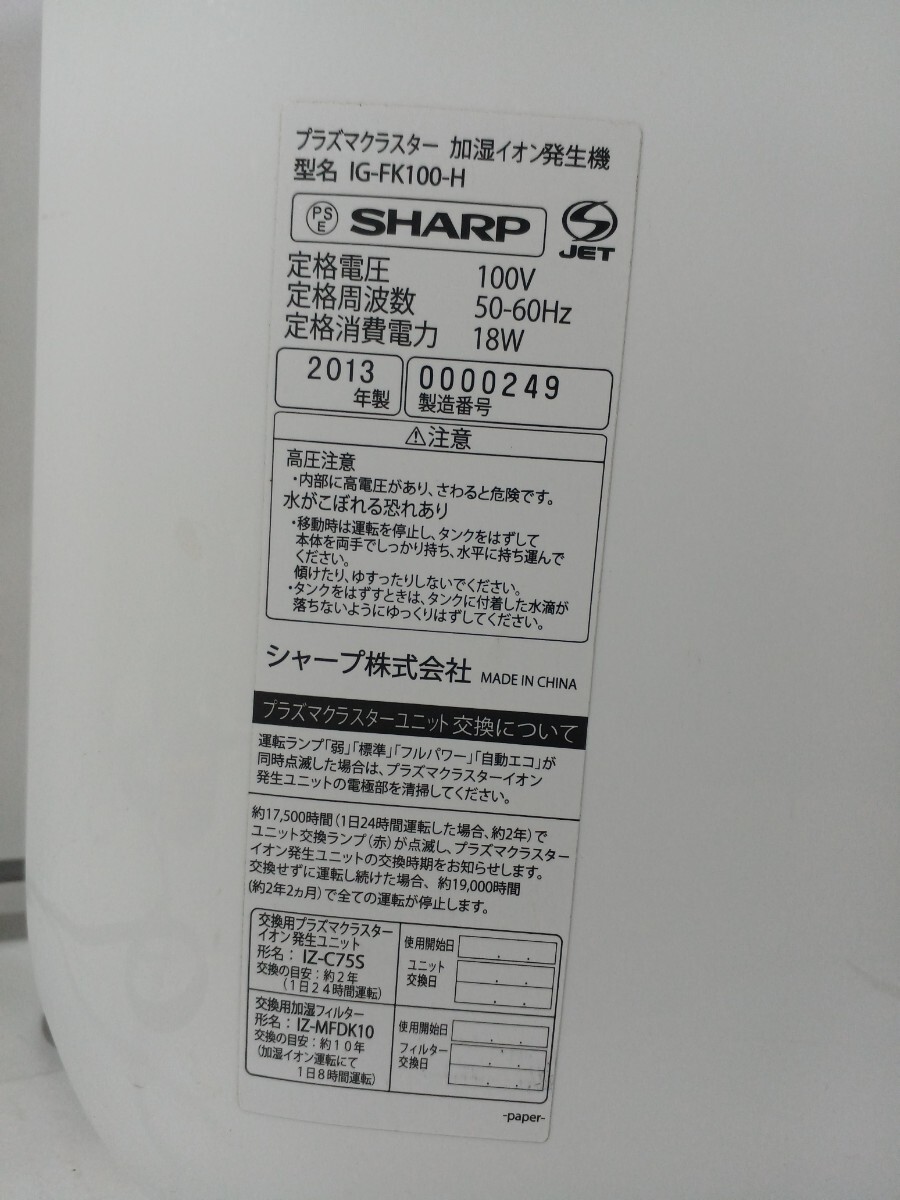 プラズマクラスター 加湿イオン発生機
型名 IG-FK100-H
PS E SHARP JET
定格電圧 100V
定格周波数 50-60Hz
定格消費電力 18W
2013 年製 0000249 製造番号
⚠注意
高圧注意
・内部に高電圧があり、さわると危険です。
水がこぼれる恐れあり
・移動時は運転を停止し、タンクをはずして
本体を両手でしっかり持ち、水平に持ち運んで
ください。
傾けたり、ゆすったりしないでください。
・タンクをはずすときは、タンクに付着した水滴が
落ちないようにゆっくりはずしてください。
シャープ株式会社 MADE IN CHINA
プラズマクラスターユニット交換について
運転ランプ「弱」「標準」「フルパワー」「自動エコ」が
同時点滅した場合は、プラズマクラスターイオン
発生ユニットの電極部を清掃してください。
約17,500時間(1日24時間運転した場合、約2年)で
ユニット交換ランプ(赤)が点滅し、プラズマクラスター
イオン発生ユニットの交換時期をお知らせします。
交換せずに運転し続けた場合、約19,000時間
(約2年2ヵ月)で全ての運転が停止します。
交換用プラズマクラスター
イオン発生ユニット
形名：IZ-C75S
交換の目安：約2年
(1日24時間運転)
使用開始日 . .
ユニット
交換日 . .
. .
交換用加湿フィルター
形名：IZ-MFDK10
交換の目安：約10年
(加湿イオン運転にて
1日8時間運転)
使用開始日 . .
フィルター
交換日 . .
. .
-paper-